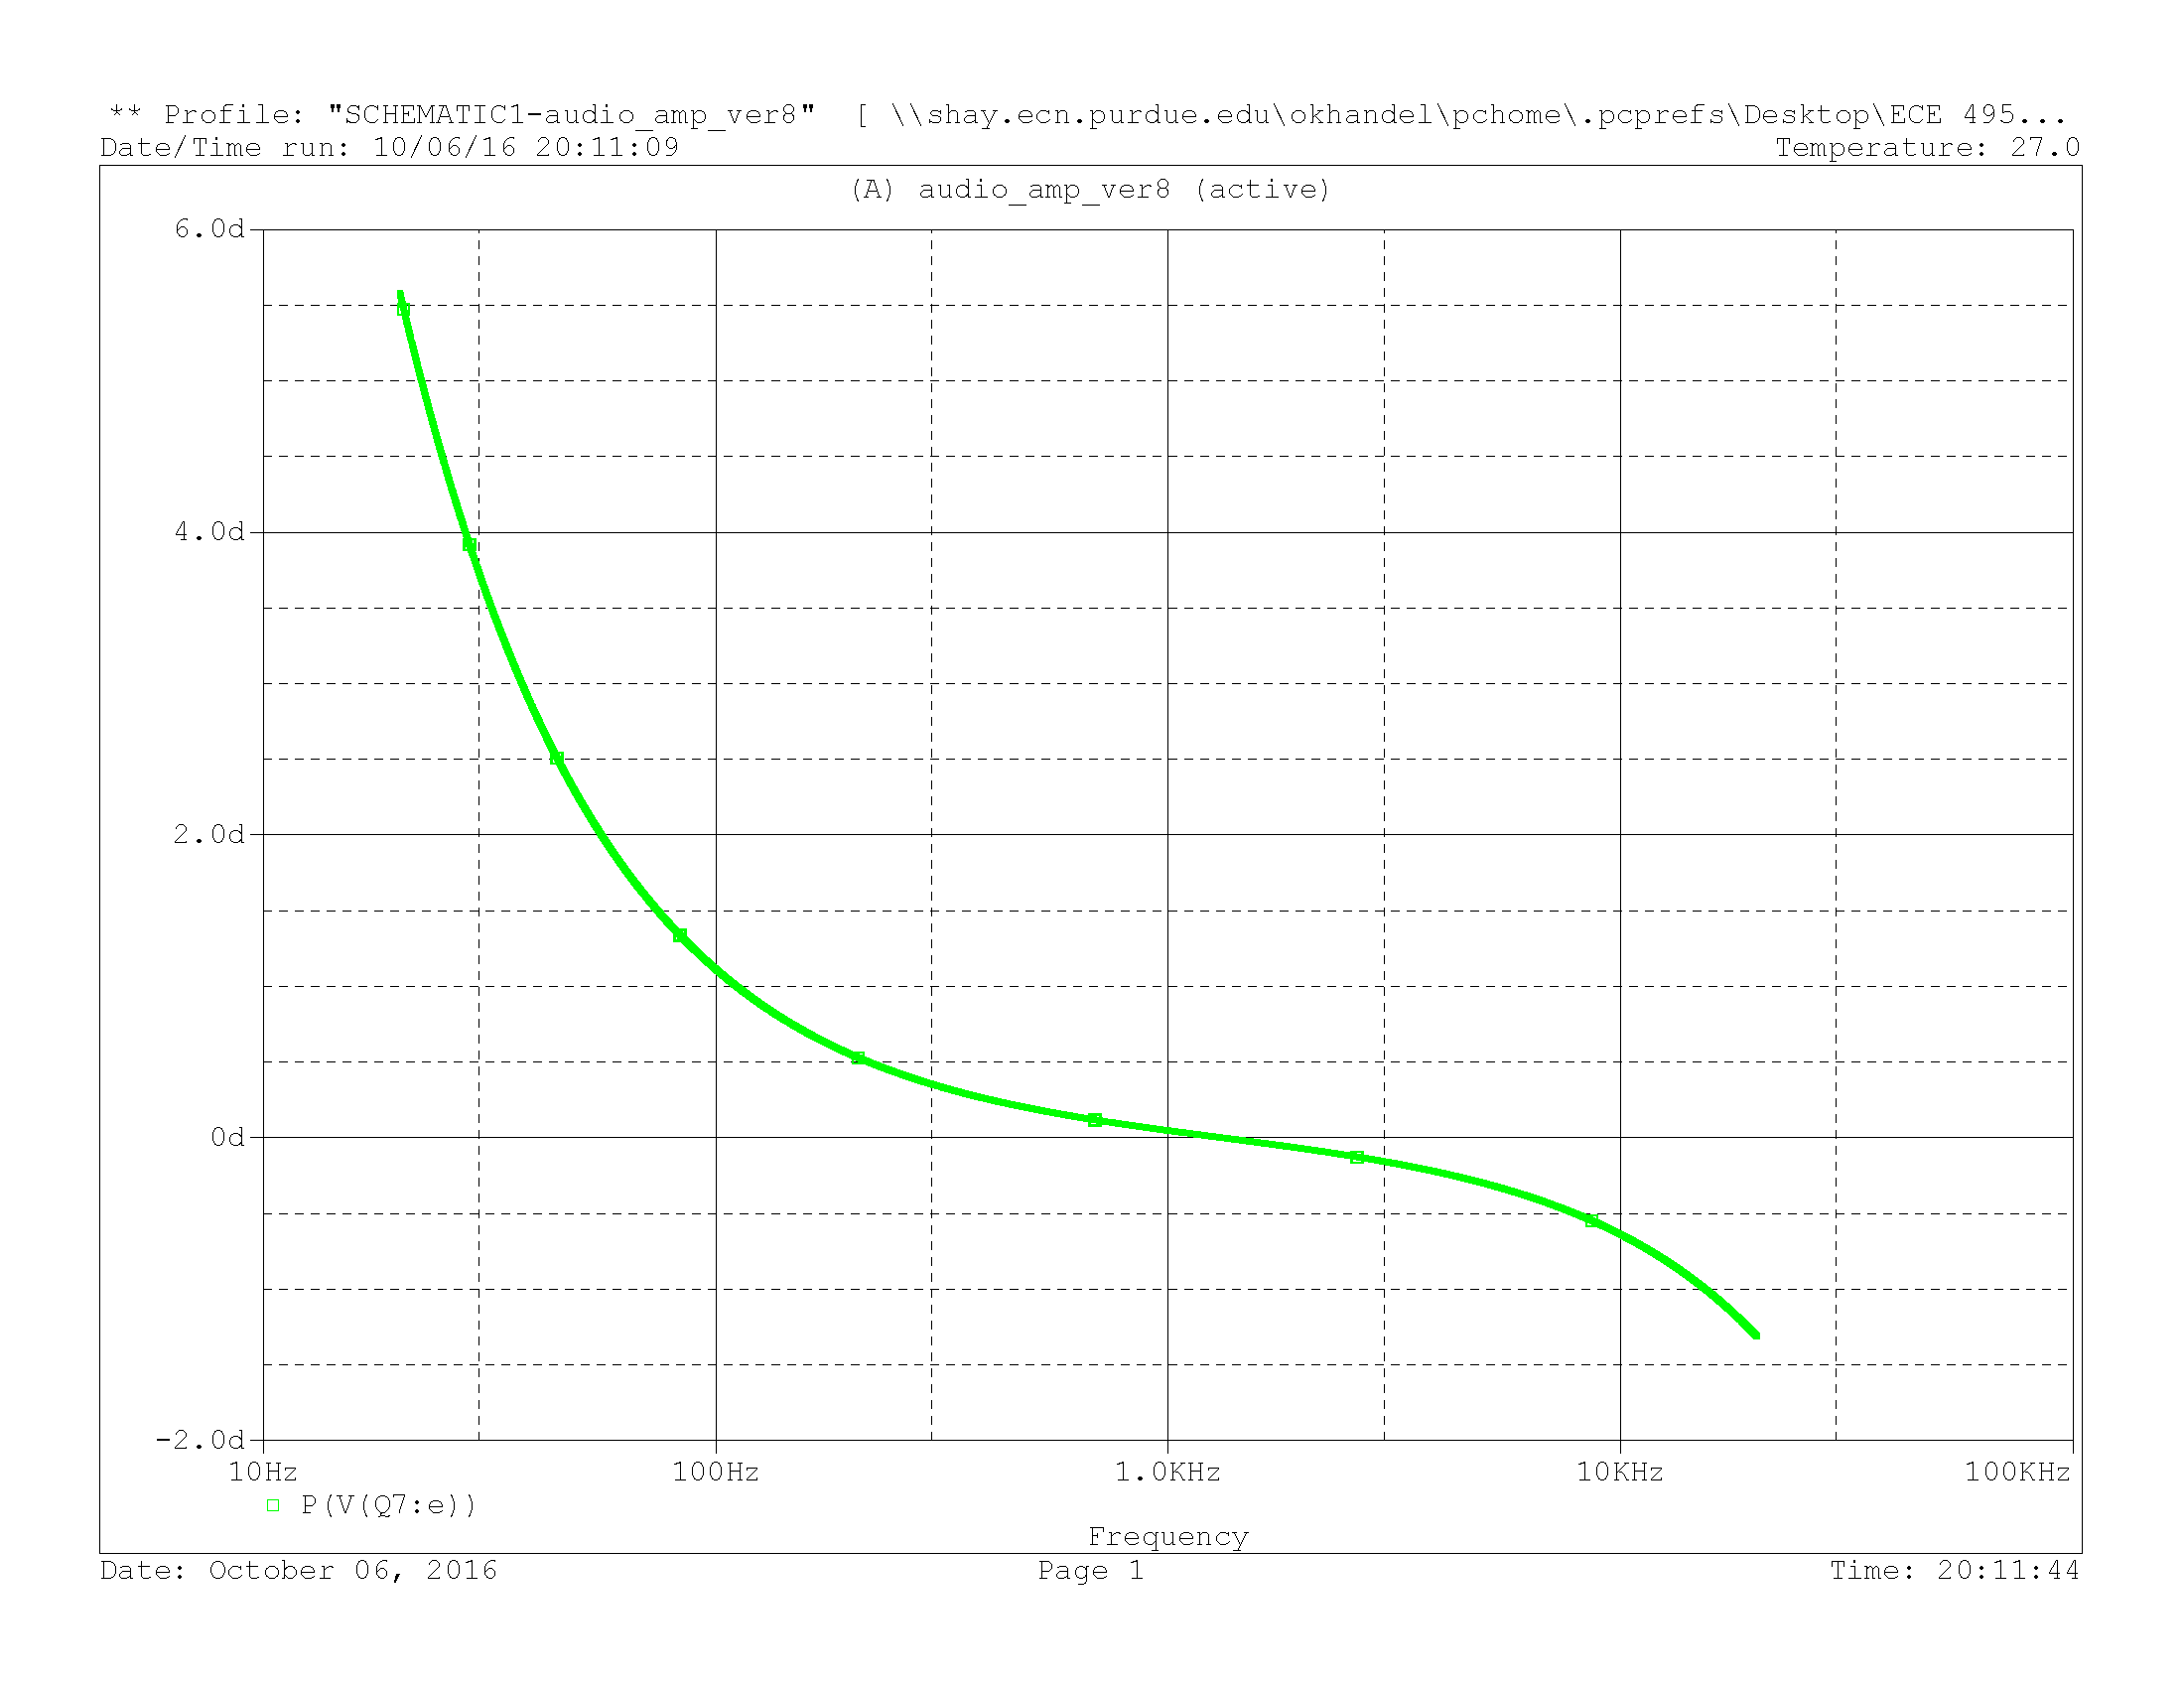 ** Profile: "SCHEMATIC1-audio_amp_ver8"  [ \\shay.ecn.purdue.edu\okhandel\pchome\.pcprefs\Desktop\ECE 495...
Date/Time run: 10/06/16 20:11:09 Temperature: 27.0
(A) audio_amp_ver8 (active)
6.0d
4.0d
2.0d
0d
-2.0d
10Hz 100Hz 1.0KHz 10KHz 100KHz
P(V(Q7:e))
Frequency
Date: October 06, 2016 Page 1 Time: 20:11:44